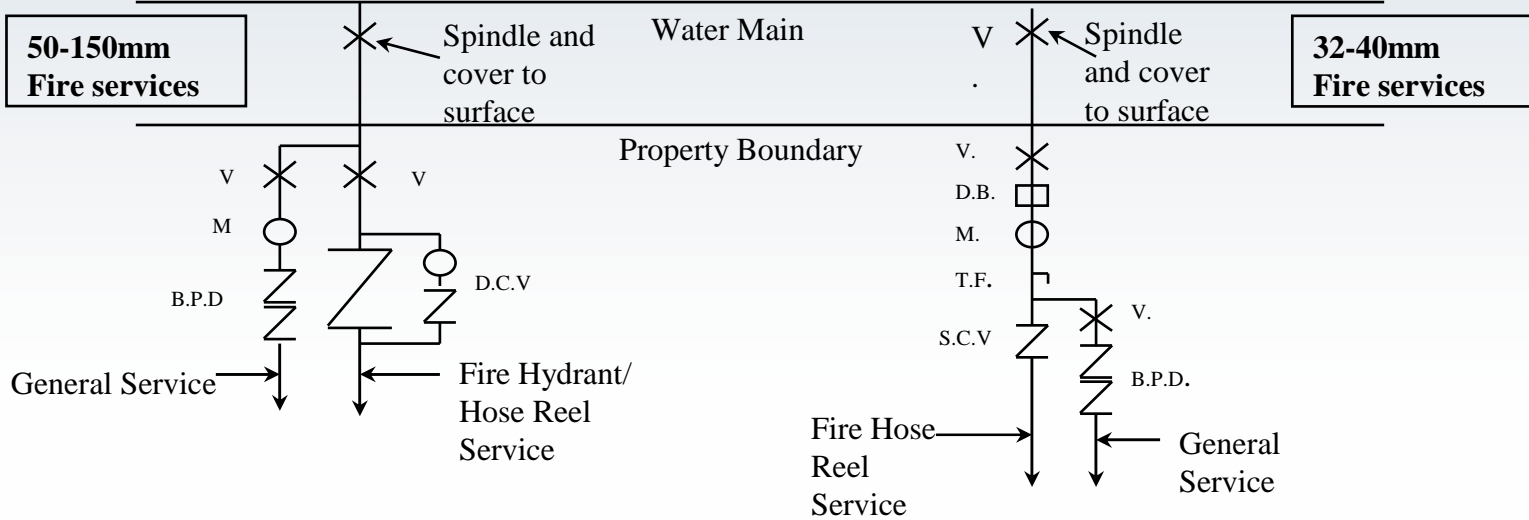 50-150mm
Fire services
Spindle and
cover to
surface
Water Main
V
.
Spindle
and cover
to surface
32-40mm
Fire services
Property Boundary
V
V
M
B.P.D
D.C.V
General Service
Fire Hydrant/
Hose Reel
Service
V.
D.B.
M.
T.F.
S.C.V
V.
B.P.D.
Fire Hose
Reel
Service
General
Service